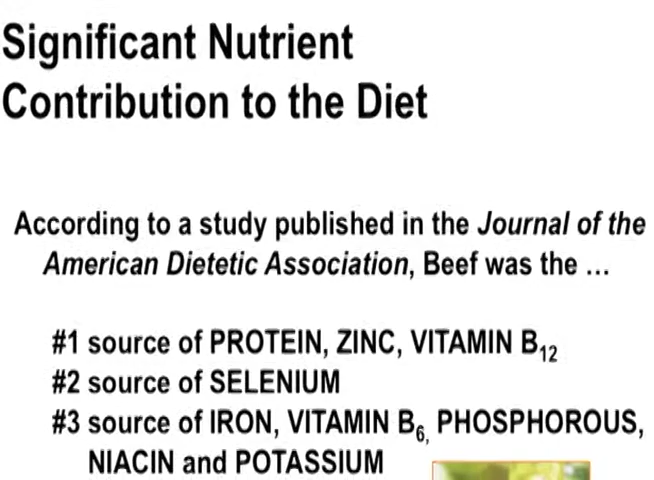 Significant Nutrient
Contribution to the Diet
According to a study published in the Journal of the
American Dietetic Association, Beef was the ...
#1 source of PROTEIN, ZINC, VITAMIN B12
#2 source of SELENIUM
#3 source of IRON, VITAMIN B6, PHOSPHOROUS,
NIACIN and POTASSIUM